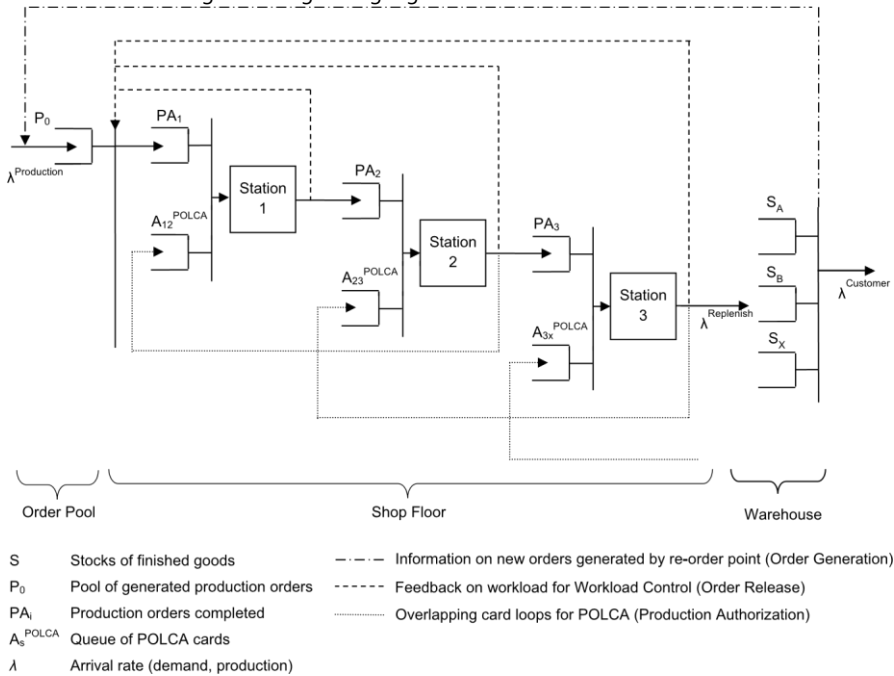 P0
PA1
λProduction
Station
1
PA2
A12POLCA
Station
2
PA3
A23POLCA
Station
3
A3xPOLCA
λReplenish
SA
SB
SX
λCustomer
Order Pool
Shop Floor
Warehouse
S Stocks of finished goods
P0 Pool of generated production orders
PAi Production orders completed
AsPOLCA Queue of POLCA cards
λ Arrival rate (demand, production)
Information on new orders generated by re-order point (Order Generation)
Feedback on workload for Workload Control (Order Release)
Overlapping card loops for POLCA (Production Authorization)